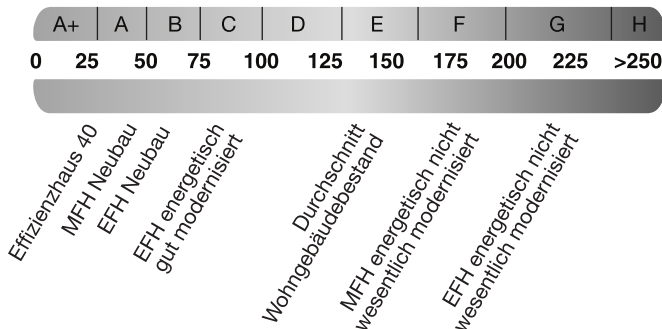 A+ A B C D E F G H
0 25 50 75 100 125 150 175 200 225 >250
Effizienzhaus 40
MFH Neubau
EFH Neubau
EFH energetisch
gut modernisiert
Durchschnitt
Wohngebäudebestand
MFH energetisch nicht
wesentlich modernisiert
EFH energetisch nicht
wesentlich modernisiert